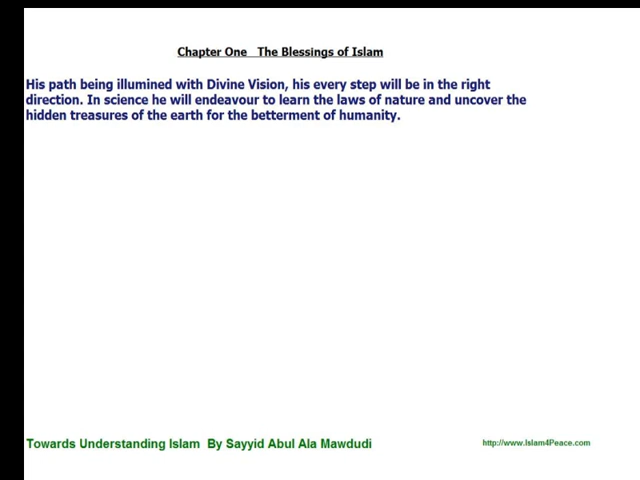 Chapter One The Blessings of Islam
His path being illumined with Divine Vision, his every step will be in the right
direction. In science he will endeavour to learn the laws of nature and uncover the
hidden treasures of the earth for the betterment of humanity.
Towards Understanding Islam By Sayyid Abul Ala Mawdudi
http://www.Islam4Peace.com